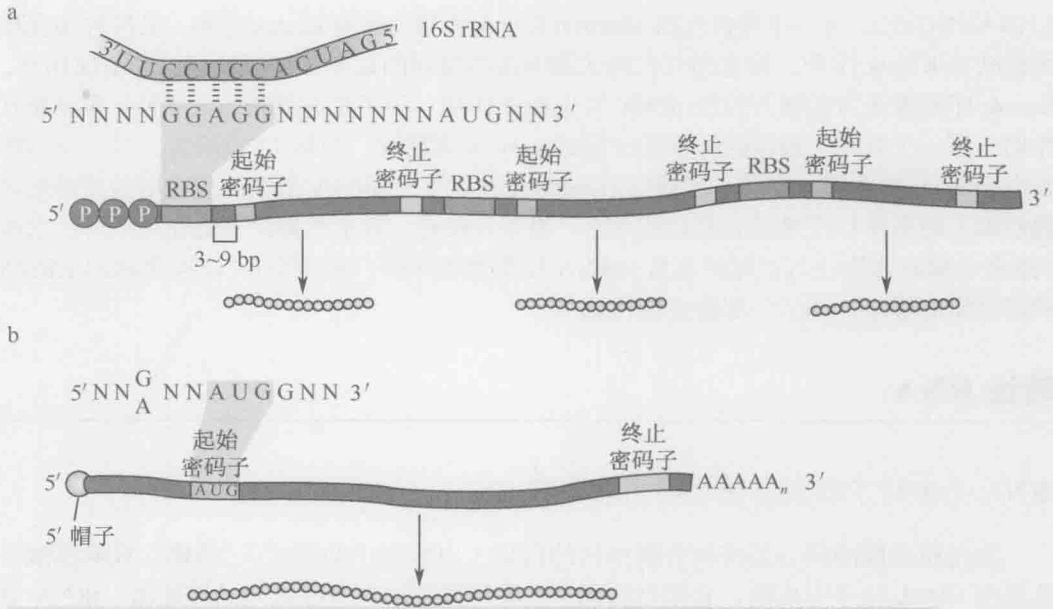 a
3'UUCCUCCACUAG5' 16S rRNA
5' NNNNGGAGGNNNNNNNAUGNN3'
RBS
起始
密码子
终止
密码子
RBS
起始
密码子
终止
密码子
RBS
起始
密码子
终止
密码子
5' P P P 3'
3~9 bp
b
5'NN G/A NNAUGGNN 3'
起始
密码子
终止
密码子
5' AUG AAAAAn 3'
5' 帽子